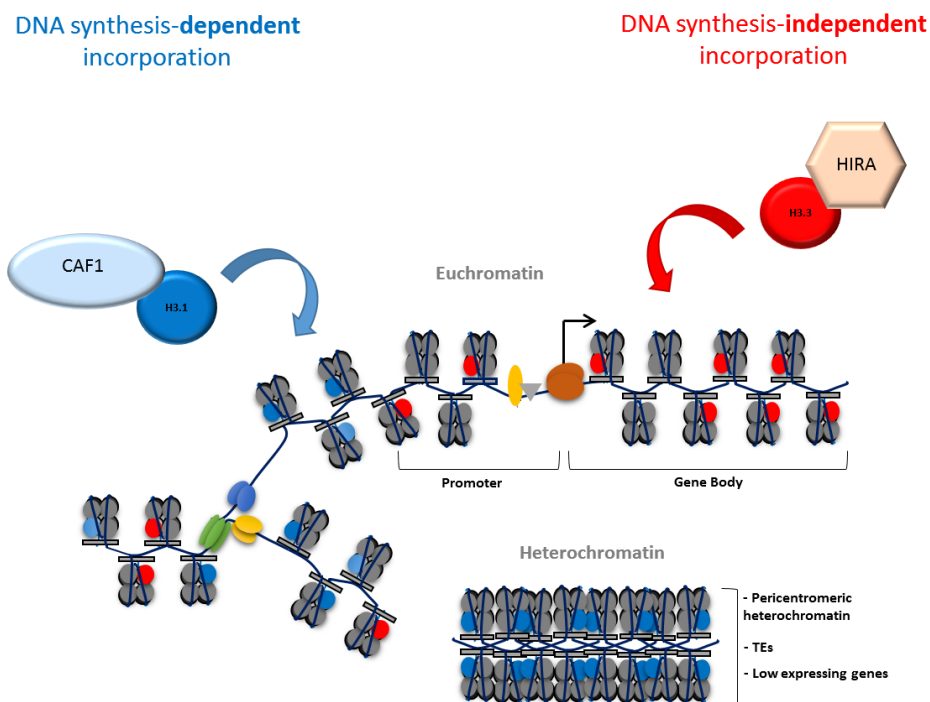 DNA synthesis-dependent
incorporation
DNA synthesis-independent
incorporation
HIRA
H3.3
CAF1
H3.1
Euchromatin
Promoter
Gene Body
Heterochromatin
- Pericentromeric
heterochromatin
- TEs
- Low expressing genes